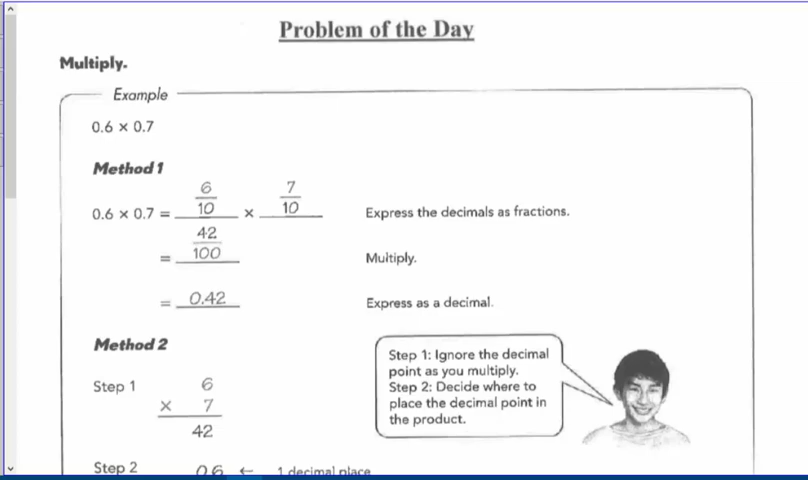 Problem of the Day
Multiply.
Example
0.6 × 0.7
Method 1
0.6 × 0.7 = 6/10 × 7/10 Express the decimals as fractions.
= 42/100 Multiply.
= 0.42 Express as a decimal.
Method 2
Step 1: Ignore the decimal
point as you multiply.
Step 2: Decide where to
place the decimal point in
the product.
Step 1 6
× 7
42
Step 2 0.6 ← 1 decimal place